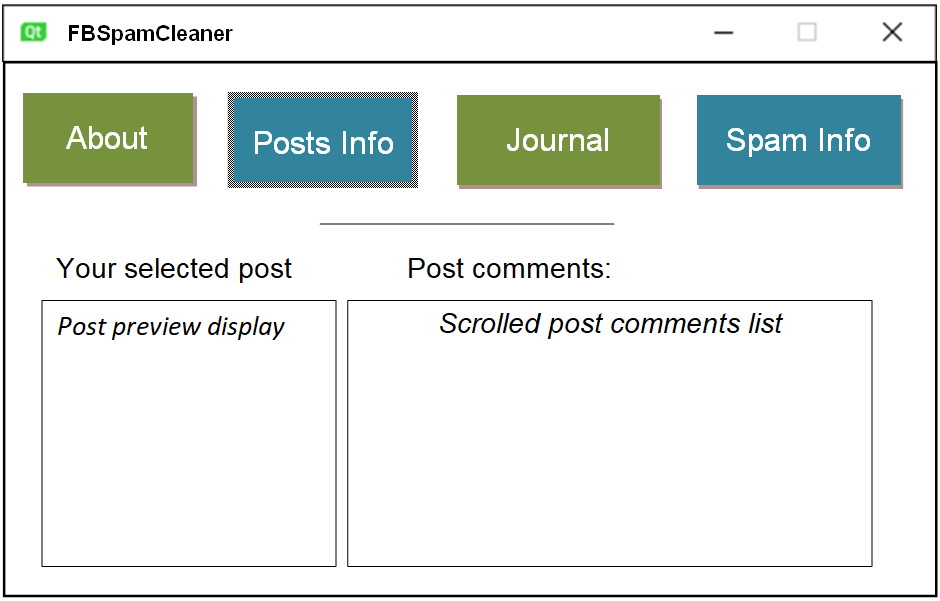 Qt FBSpamCleaner
About
Posts Info
Journal
Spam Info
Your selected post
Post comments:
Post preview display
Scrolled post comments list